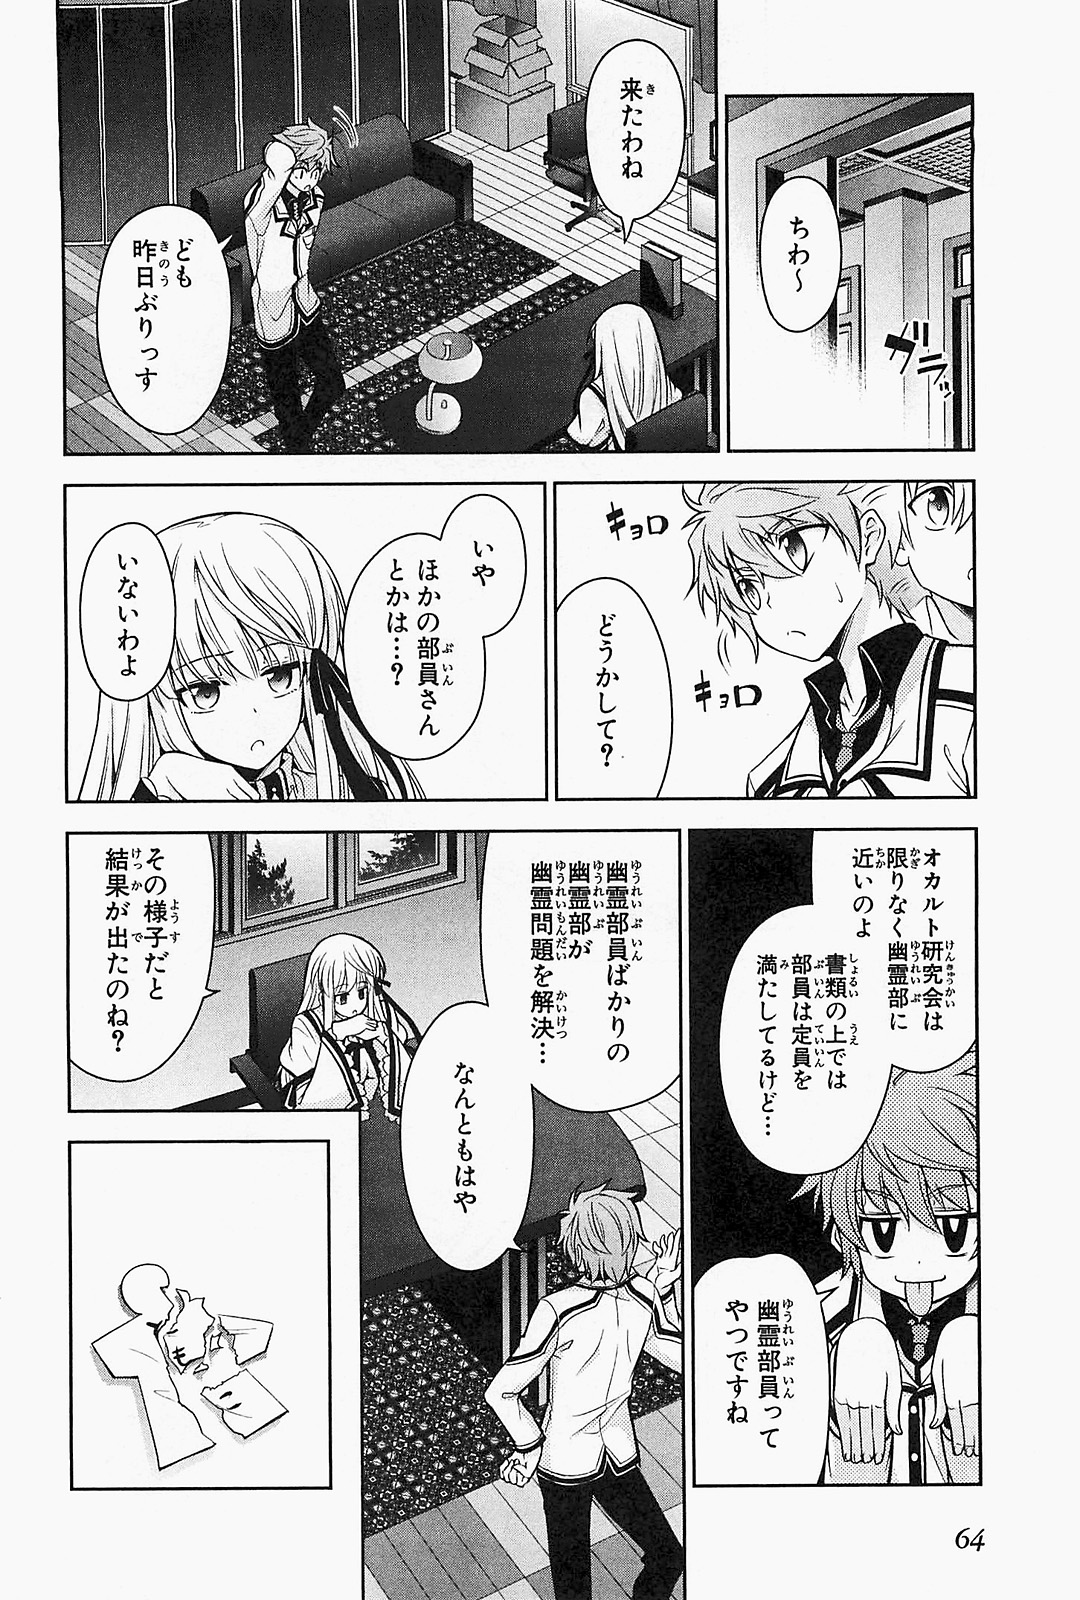 ちわ〜
ガラッ
来たわね
ども
昨日ぶりっす
キョロ
キョロ
どうかして?
いや
ほかの部員さん
とかは…?
いないわよ
オカルト研究会は
限りなく幽霊部に
近いのよ
書類の上では
部員は定員を
満たしてるけど…
幽霊部員って
やつですね
幽霊部員ばかりの
幽霊部が
幽霊問題を解決…
なんともはや
その様子だと
結果が出たのね?
64